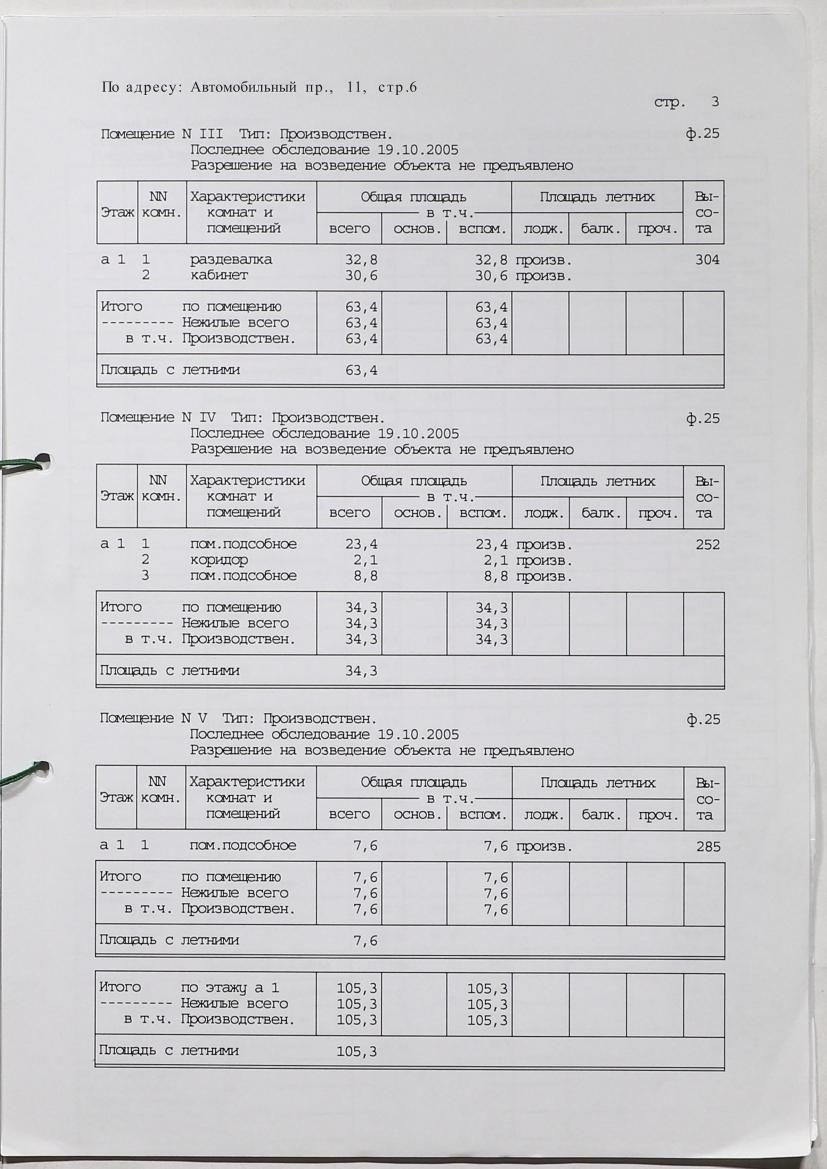 По адресу: Автомобильный пр., 11, стр.6
стр. 3
Помещение N III Тип: Производствен. ф.25
Последнее обследование 19.10.2005
Разрешение на возведение объекта не предъявлено
NN Характеристики Общая площадь Площадь летних Вы-
Этаж комн. комнат и в т.ч. со-
помещений всего основ. вспом. лодж. балк. проч. та
а 1 1 раздевалка 32,8 32,8 произв. 304
2 кабинет 30,6 30,6 произв.
Итого по помещению 63,4 63,4
--------- Нежилые всего 63,4 63,4
в т.ч. Производствен. 63,4 63,4
Площадь с летними 63,4
Помещение N IV Тип: Производствен. ф.25
Последнее обследование 19.10.2005
Разрешение на возведение объекта не предъявлено
NN Характеристики Общая площадь Площадь летних Вы-
Этаж комн. комнат и в т.ч. со-
помещений всего основ. вспом. лодж. балк. проч. та
а 1 1 пом.подсобное 23,4 23,4 произв. 252
2 коридор 2,1 2,1 произв.
3 пом.подсобное 8,8 8,8 произв.
Итого по помещению 34,3 34,3
--------- Нежилые всего 34,3 34,3
в т.ч. Производствен. 34,3 34,3
Площадь с летними 34,3
Помещение N V Тип: Производствен. ф.25
Последнее обследование 19.10.2005
Разрешение на возведение объекта не предъявлено
NN Характеристики Общая площадь Площадь летних Вы-
Этаж комн. комнат и в т.ч. со-
помещений всего основ. вспом. лодж. балк. проч. та
а 1 1 пом.подсобное 7,6 7,6 произв. 285
Итого по помещению 7,6 7,6
--------- Нежилые всего 7,6 7,6
в т.ч. Производствен. 7,6 7,6
Площадь с летними 7,6
Итого по этажу а 1 105,3 105,3
--------- Нежилые всего 105,3 105,3
в т.ч. Производствен. 105,3 105,3
Площадь с летними 105,3